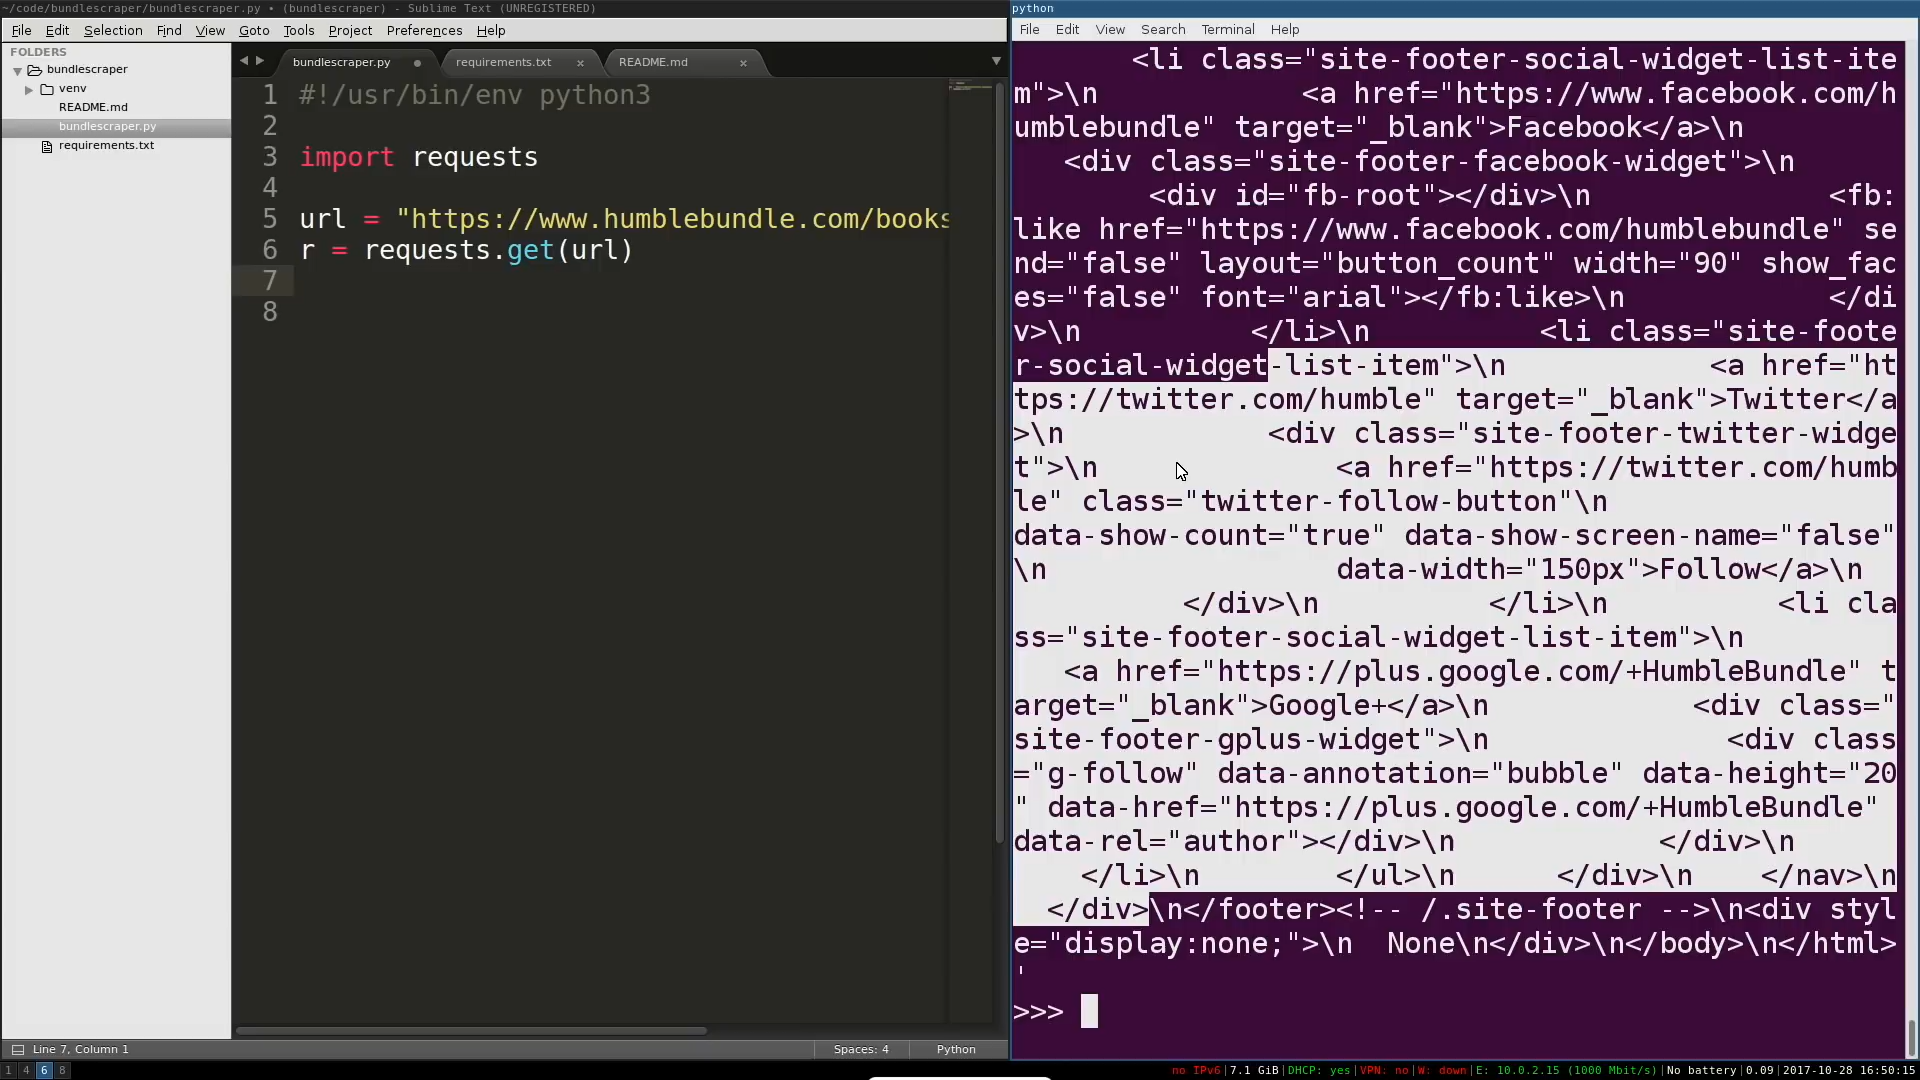 ~/code/bundlescraper/bundlescraper.py • (bundlescraper) - Sublime Text (UNREGISTERED)
File Edit Selection Find View Goto Tools Project Preferences Help
FOLDERS
bundlescraper
venv
README.md
bundlescraper.py
requirements.txt
bundlescraper.py
requirements.txt
README.md
1 #!/usr/bin/env python3
2
3 import requests
4
5 url = "https://www.humblebundle.com/books
6 r = requests.get(url)
7
8
Line 7, Column 1
Spaces: 4
Python
python
File Edit View Search Terminal Help
<li class="site-footer-social-widget-list-ite
m">\n            <a href="https://www.facebook.com/h
umblebundle" target="_blank">Facebook</a>\n
<div class="site-footer-facebook-widget">\n
<div id="fb-root"></div>\n              <fb:
like href="https://www.facebook.com/humblebundle" se
nd="false" layout="button_count" width="90" show_fac
es="false" font="arial"></fb:like>\n            </di
v>\n          </li>\n          <li class="site-foote
r-social-widget-list-item">\n            <a href="ht
tps://twitter.com/humble" target="_blank">Twitter</a
>\n            <div class="site-footer-twitter-widge
t">\n              <a href="https://twitter.com/humb
le" class="twitter-follow-button"\n
data-show-count="true" data-show-screen-name="false"
\n                 data-width="150px">Follow</a>\n
</div>\n          </li>\n          <li cla
ss="site-footer-social-widget-list-item">\n
<a href="https://plus.google.com/+HumbleBundle" t
arget="_blank">Google+</a>\n            <div class="
site-footer-gplus-widget">\n              <div class
="g-follow" data-annotation="bubble" data-height="20
" data-href="https://plus.google.com/+HumbleBundle"
data-rel="author"></div>\n            </div>\n
</li>\n        </ul>\n      </div>\n    </nav>\n
</div>\n</footer><!-- /.site-footer -->\n<div styl
e="display:none;">\n  None\n</div>\n</body>\n</html>
'
>>>
1 4 6 8
no IPv6|7.1 GiB|DHCP: yes|VPN: no|W: down|E: 10.0.2.15 (1000 Mbit/s)|No battery|0.09|2017-10-28 16:50:15